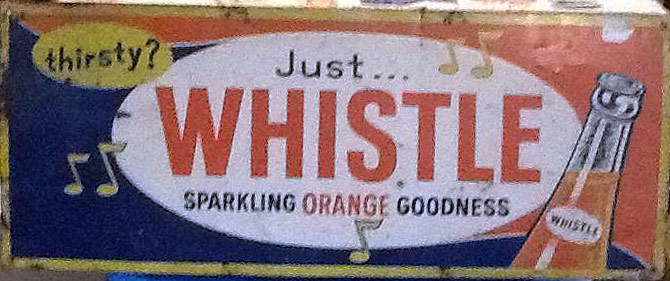 thirsty?
Just...
WHISTLE
SPARKLING ORANGE GOODNESS
WHISTLE